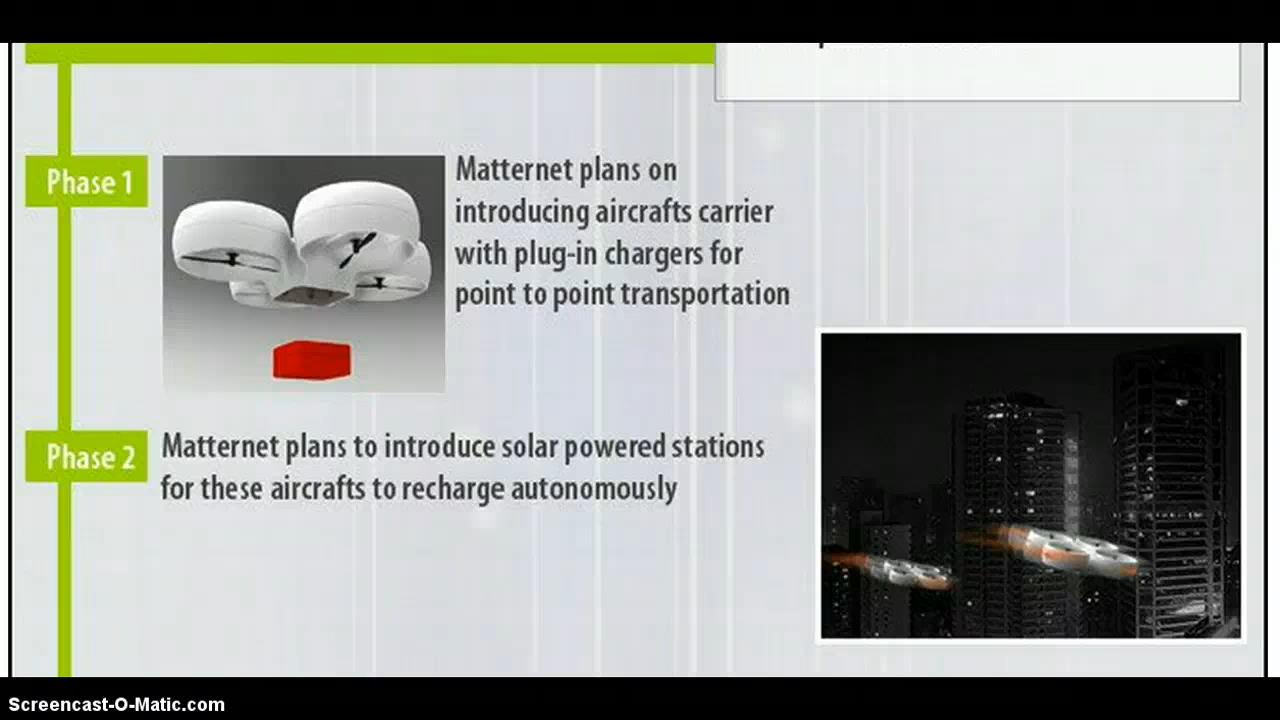 Phase 1
Matternet plans on
introducing aircrafts carrier
with plug-in chargers for
point to point transportation
Phase 2
Matternet plans to introduce solar powered stations
for these aircrafts to recharge autonomously
Screencast-O-Matic.com